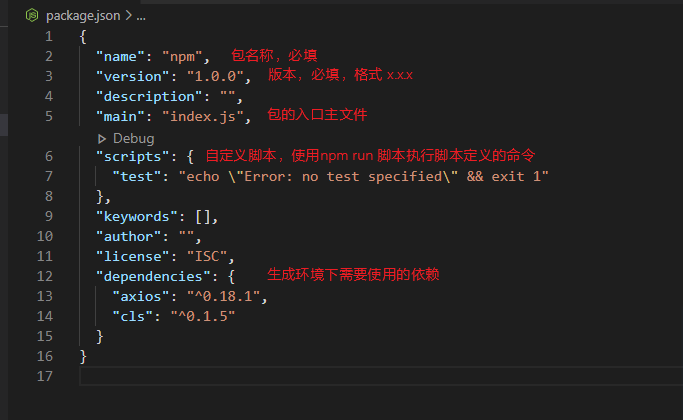 package.json > ...
1 {
2 "name": "npm", 包名称，必填
3 "version": "1.0.0", 版本，必填，格式 x.x.x
4 "description": "",
5 "main": "index.js", 包的入口主文件
Debug
6 "scripts": { 自定义脚本，使用npm run 脚本执行脚本定义的命令
7 "test": "echo \"Error: no test specified\" && exit 1"
8 },
9 "keywords": [],
10 "author": "",
11 "license": "ISC",
12 "dependencies": { 生成环境下需要使用的依赖
13 "axios": "^0.18.1",
14 "cls": "^0.1.5"
15 }
16 }
17